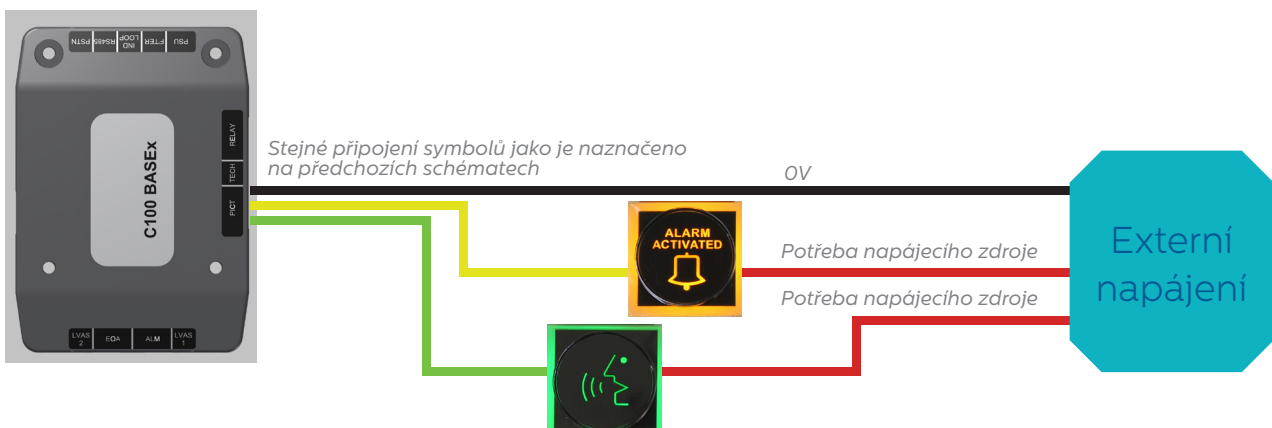 PSTN
RS485
IND
LOOP
FTER
PSU
RELAY
TECH
PICT
C100 BASEx
LVAS
2
EOA
ALM
LVAS
1
Stejné připojení symbolů jako je naznačeno
na předchozích schématech
0V
ALARM
ACTIVATED
Potřeba napájecího zdroje
Potřeba napájecího zdroje
Externí
napájení